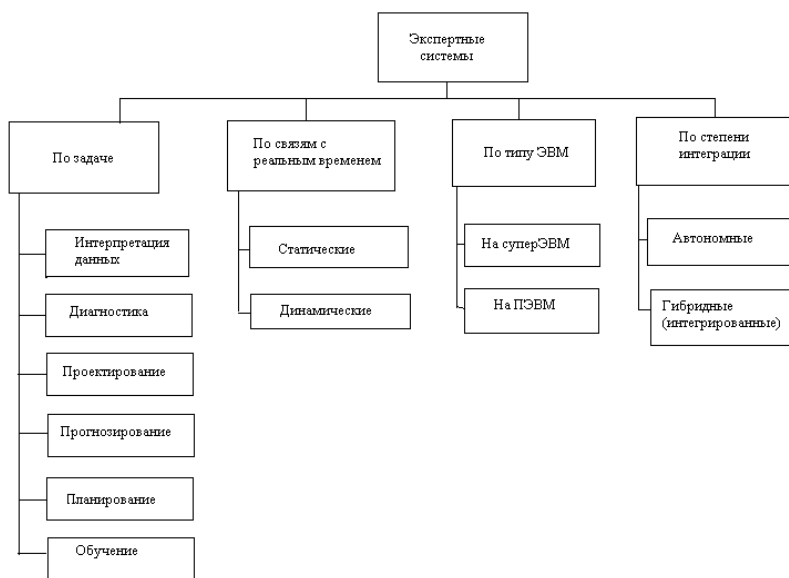 Экспертные
системы
По задаче
По связям с
реальным временем
По типу ЭВМ
По степени
интеграции
Интерпретация
данных
Диагностика
Проектирование
Прогнозирование
Планирование
Обучение
Статические
Динамические
На суперЭВМ
На ПЭВМ
Автономные
Гибридные
(интегрированные)